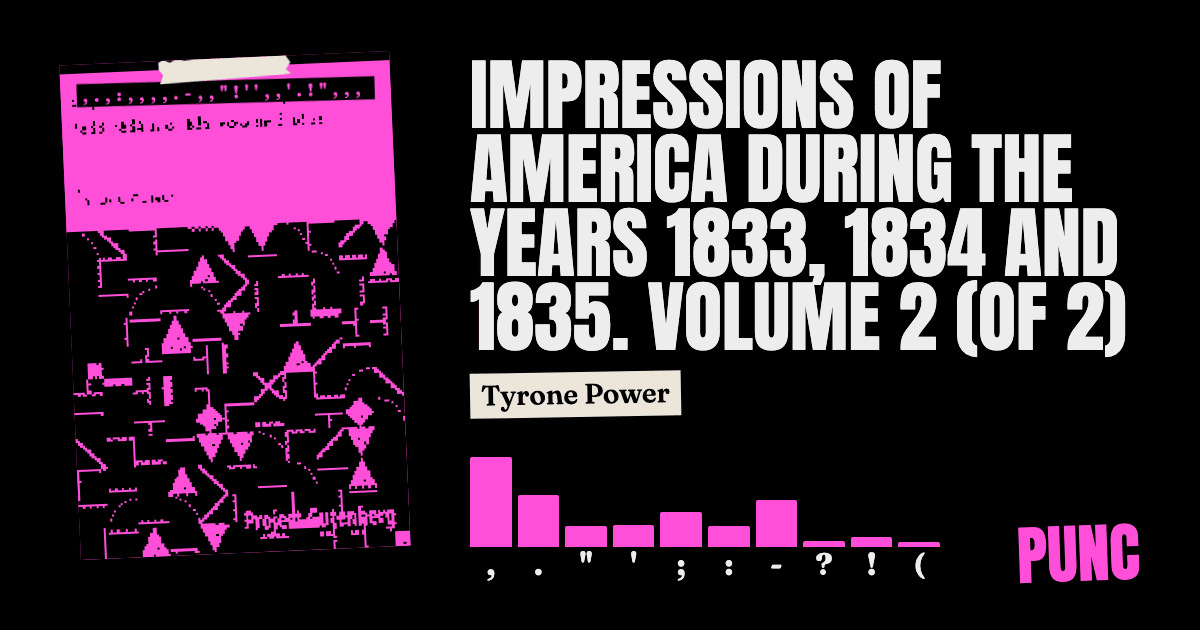 ,.,:,,,,.-,,"!'',,'.!",,,
Project Gutenberg
IMPRESSIONS OF
AMERICA DURING THE
YEARS 1833, 1834 AND
1835. VOLUME 2 (OF 2)
Tyrone Power
, . " ' ; : - ? ! (
PUNC